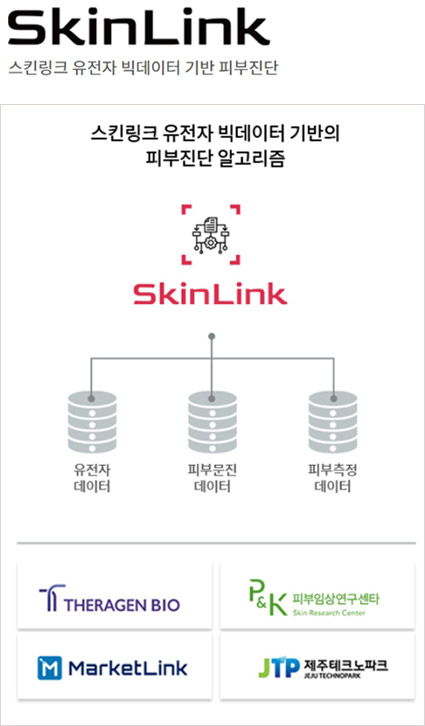 SkinLink
스킨링크 유전자 빅데이터 기반 피부진단
스킨링크 유전자 빅데이터 기반의
피부진단 알고리즘
SkinLink
유전자
데이터
피부문진
데이터
피부측정
데이터
THERAGEN BIO
P&K 피부임상연구센타
Skin Research Center
MarketLink
JTP 제주테크노파크
JEJU TECHNOPARK